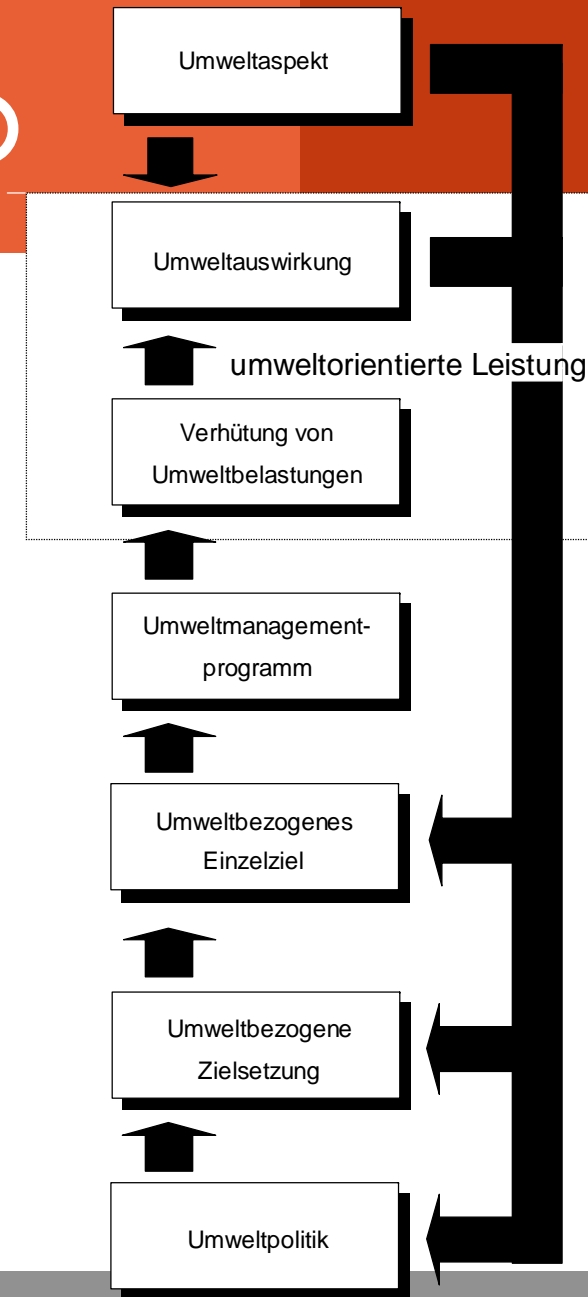 Umweltaspekt
Umweltauswirkung
umweltorientierte Leistung
Verhütung von
Umweltbelastungen
Umweltmanagement-
programm
Umweltbezogenes
Einzelziel
Umweltbezogene
Zielsetzung
Umweltpolitik